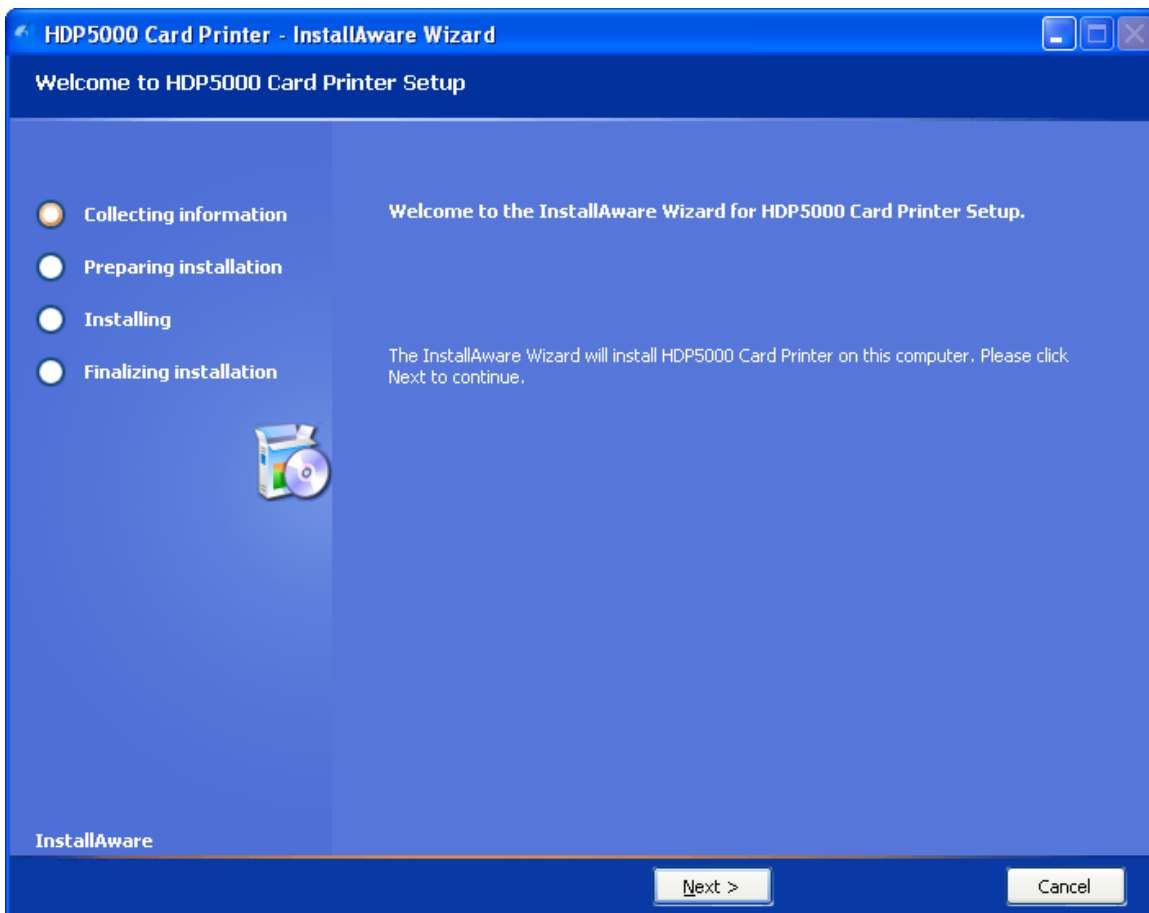 HDP5000 Card Printer - InstallAware Wizard
Welcome to HDP5000 Card Printer Setup
Collecting information
Preparing installation
Installing
Finalizing installation
Welcome to the InstallAware Wizard for HDP5000 Card Printer Setup.
The InstallAware Wizard will install HDP5000 Card Printer on this computer. Please click
Next to continue.
InstallAware
Next >
Cancel